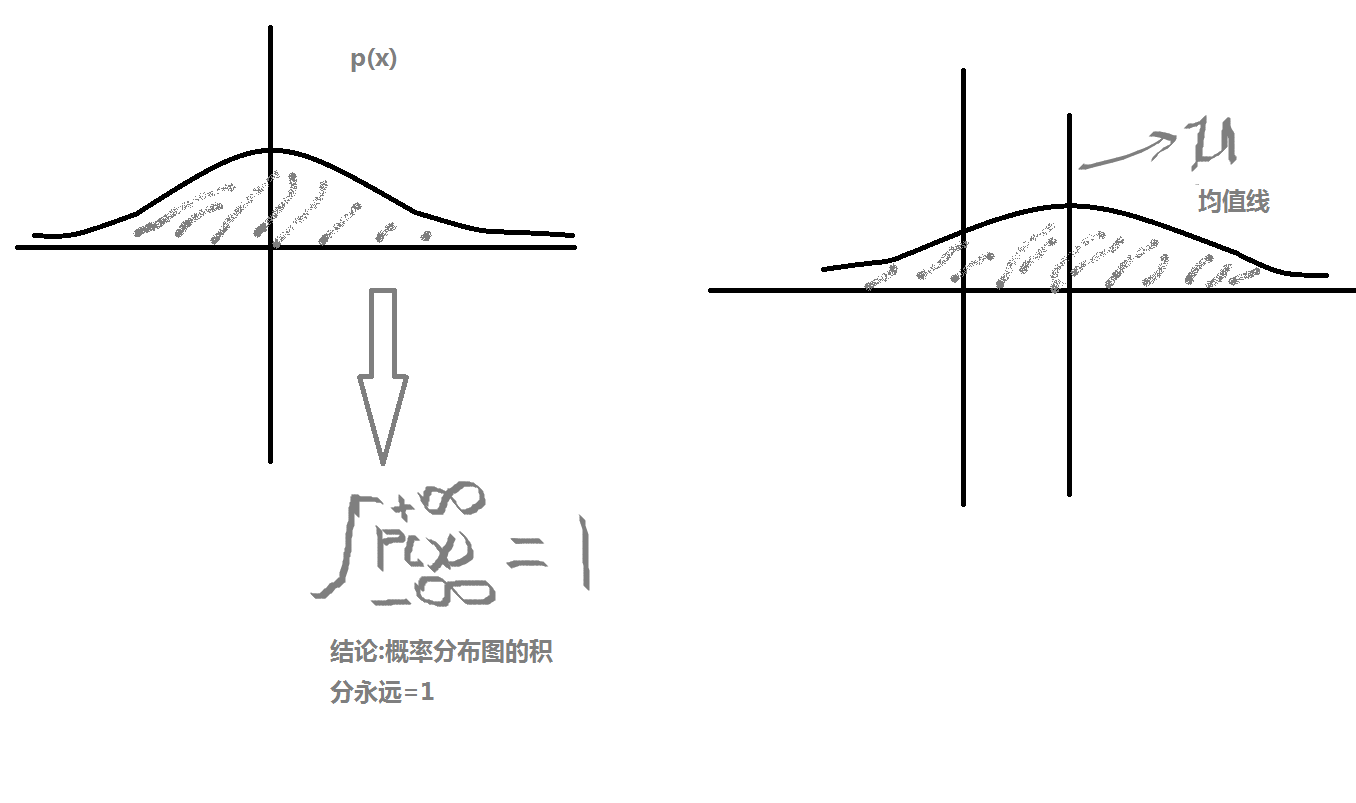 p(x)
u
均值线
∫
+∞
P(x) = 1
-∞
结论:概率分布图的积
分永远=1